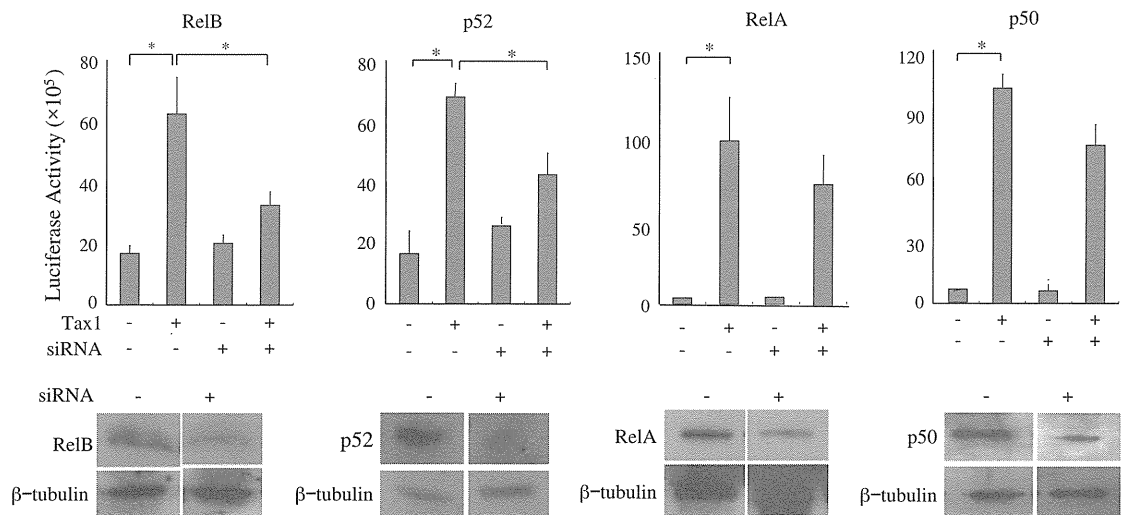 RelB
p52
RelA
p50
Luciferase Activity (×10⁵)
* *
80
60
40
20
0
* *
80
60
40
20
0
*
150
100
50
0
*
120
90
60
30
0
Tax1 - + - + - + - + - + - + - + - +
siRNA - - + + - - + + - - + + - - + +
siRNA - + - + - + - +
RelB
p52
RelA
p50
β-tubulin
β-tubulin
β-tubulin
β-tubulin